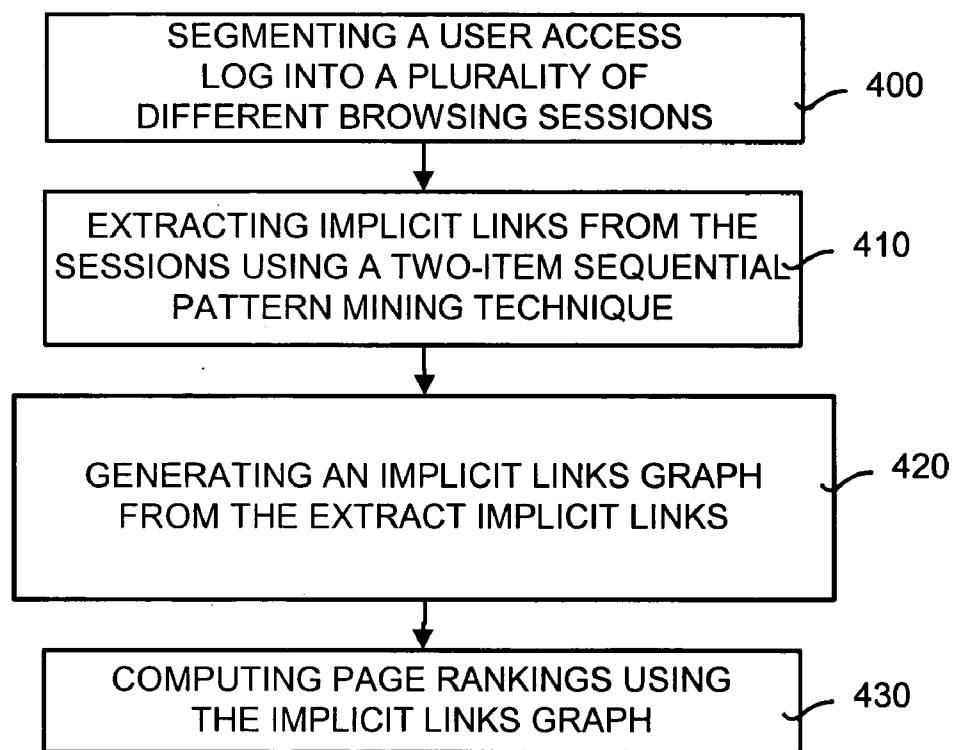 SEGMENTING A USER ACCESS
LOG INTO A PLURALITY OF
DIFFERENT BROWSING SESSIONS
400
EXTRACTING IMPLICIT LINKS FROM THE
SESSIONS USING A TWO-ITEM SEQUENTIAL
PATTERN MINING TECHNIQUE
410
GENERATING AN IMPLICIT LINKS GRAPH
FROM THE EXTRACT IMPLICIT LINKS
420
COMPUTING PAGE RANKINGS USING
THE IMPLICIT LINKS GRAPH
430